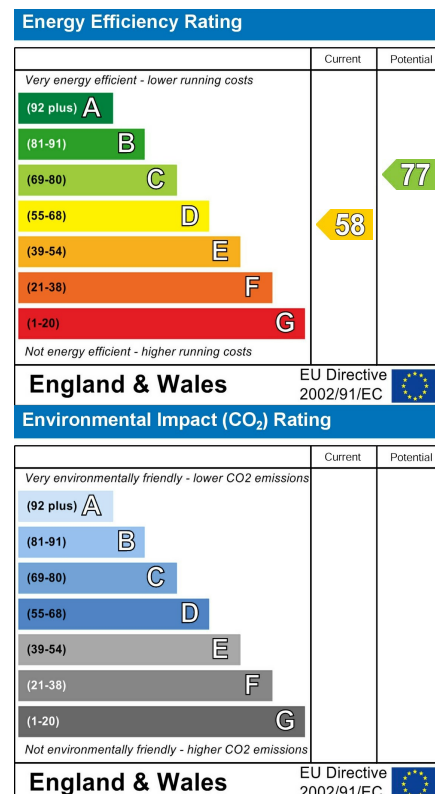 Energy Efficiency Rating
Current Potential
Very energy efficient - lower running costs
(92 plus) A
(81-91) B
(69-80) C
77
(55-68) D
58
(39-54) E
(21-38) F
(1-20) G
Not energy efficient - higher running costs
England & Wales
EU Directive
2002/91/EC
Environmental Impact (CO₂) Rating
Current Potential
Very environmentally friendly - lower CO2 emissions
(92 plus) A
(81-91) B
(69-80) C
(55-68) D
(39-54) E
(21-38) F
(1-20) G
Not environmentally friendly - higher CO2 emissions
England & Wales
EU Directive
2002/91/EC